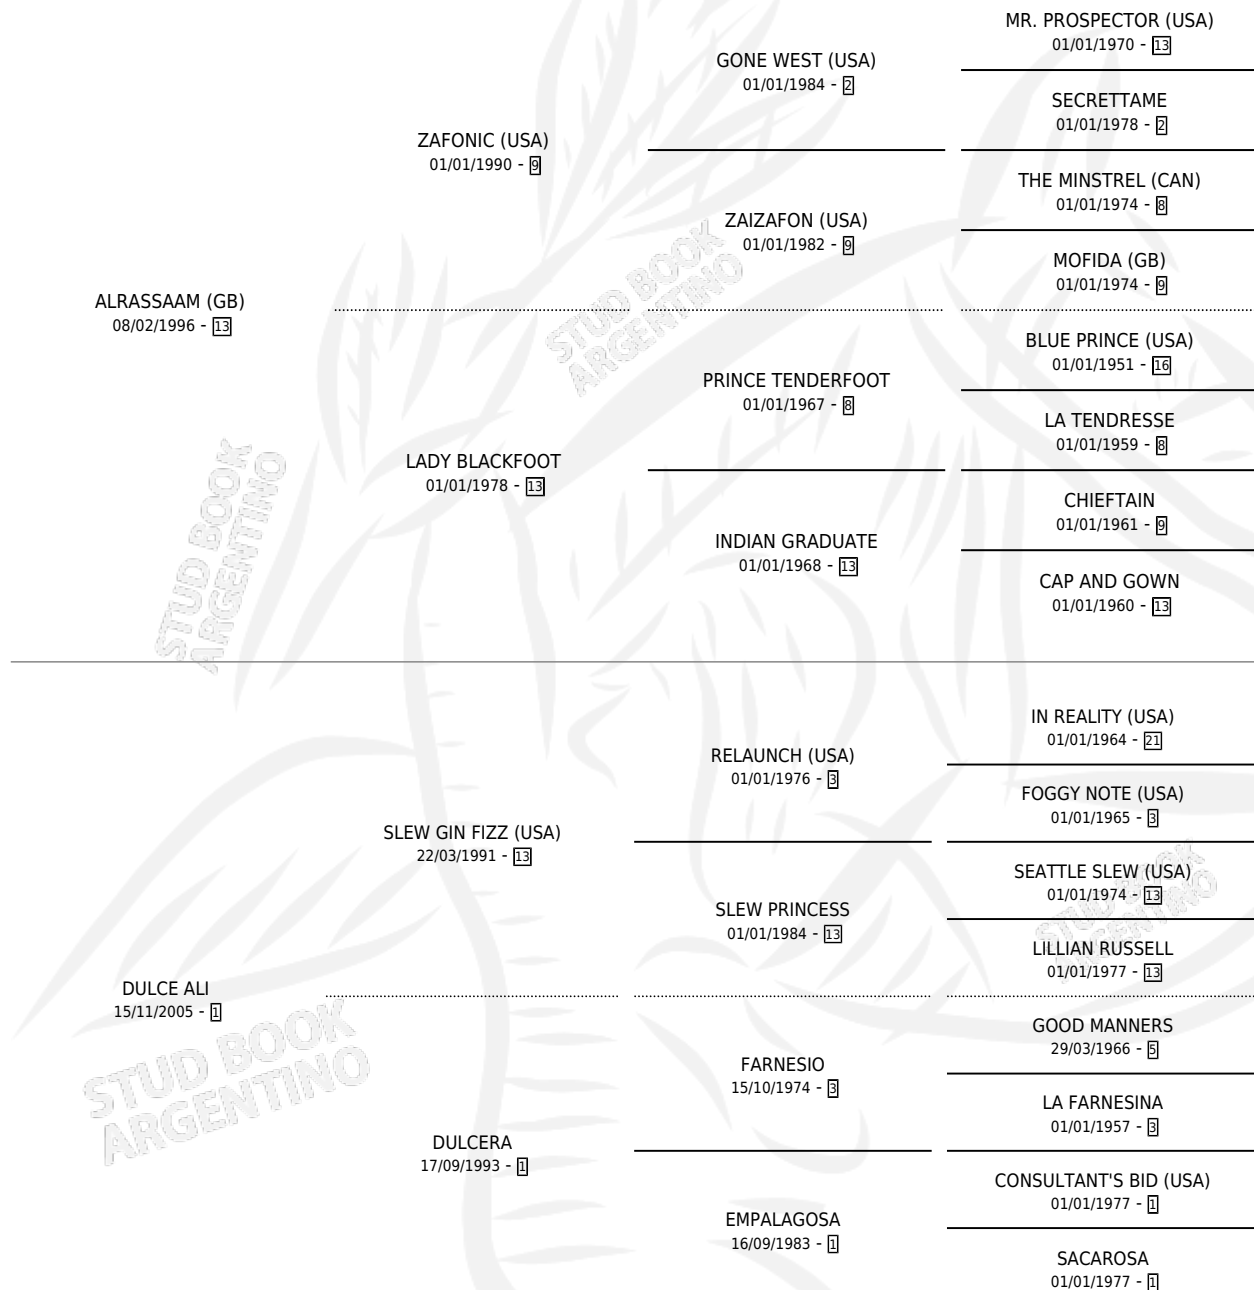 MR. PROSPECTOR (USA)
01/01/1970 - 13
GONE WEST (USA)
01/01/1984 - 2
SECRETTAME
01/01/1978 - 2
ZAFONIC (USA)
01/01/1990 - 9
THE MINSTREL (CAN)
01/01/1974 - 8
ZAIZAFON (USA)
01/01/1982 - 9
MOFIDA (GB)
01/01/1974 - 9
ALRASSAAM (GB)
08/02/1996 - 13
BLUE PRINCE (USA)
01/01/1951 - 16
PRINCE TENDERFOOT
01/01/1967 - 8
LA TENDRESSE
01/01/1959 - 8
LADY BLACKFOOT
01/01/1978 - 13
CHIEFTAIN
01/01/1961 - 9
INDIAN GRADUATE
01/01/1968 - 13
CAP AND GOWN
01/01/1960 - 13
IN REALITY (USA)
01/01/1964 - 21
RELAUNCH (USA)
01/01/1976 - 3
FOGGY NOTE (USA)
01/01/1965 - 3
SLEW GIN FIZZ (USA)
22/03/1991 - 13
SEATTLE SLEW (USA)
01/01/1974 - 13
SLEW PRINCESS
01/01/1984 - 13
LILLIAN RUSSELL
01/01/1977 - 13
DULCE ALI
15/11/2005 - 1
GOOD MANNERS
29/03/1966 - 5
FARNESIO
15/10/1974 - 3
LA FARNESINA
01/01/1957 - 3
DULCERA
17/09/1993 - 1
CONSULTANT'S BID (USA)
01/01/1977 - 1
EMPALAGOSA
16/09/1983 - 1
SACAROSA
01/01/1977 - 1
STUD BOOK
ARGENTINO
STUD BOOK
ARGENTINO
STUD BOOK
ARGENTINO
STUD BOOK
ARGENTINO